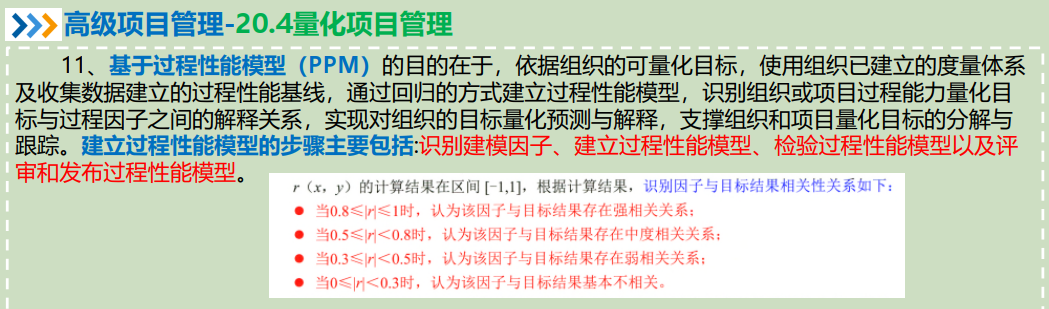 高级项目管理-20.4量化项目管理
11、基于过程性能模型（PPM）的目的在于，依据组织的可量化目标，使用组织已建立的度量体系
及收集数据建立的过程性能基线，通过回归的方式建立过程性能模型，识别组织或项目过程能力量化目
标与过程因子之间的解释关系，实现对组织的目标量化预测与解释，支撑组织和项目量化目标的分解与
跟踪。建立过程性能模型的步骤主要包括:识别建模因子、建立过程性能模型、检验过程性能模型以及评
审和发布过程性能模型。
r（x，y）的计算结果在区间 [−1,1]，根据计算结果，识别因子与目标结果相关性关系如下：
● 当0.8≤|r|≤1时，认为该因子与目标结果存在强相关关系；
● 当0.5≤|r|＜0.8时，认为该因子与目标结果存在中度相关关系；
● 当0.3≤|r|＜0.5时，认为该因子与目标结果存在弱相关关系；
● 当0≤|r|＜0.3时，认为该因子与目标结果基本不相关。